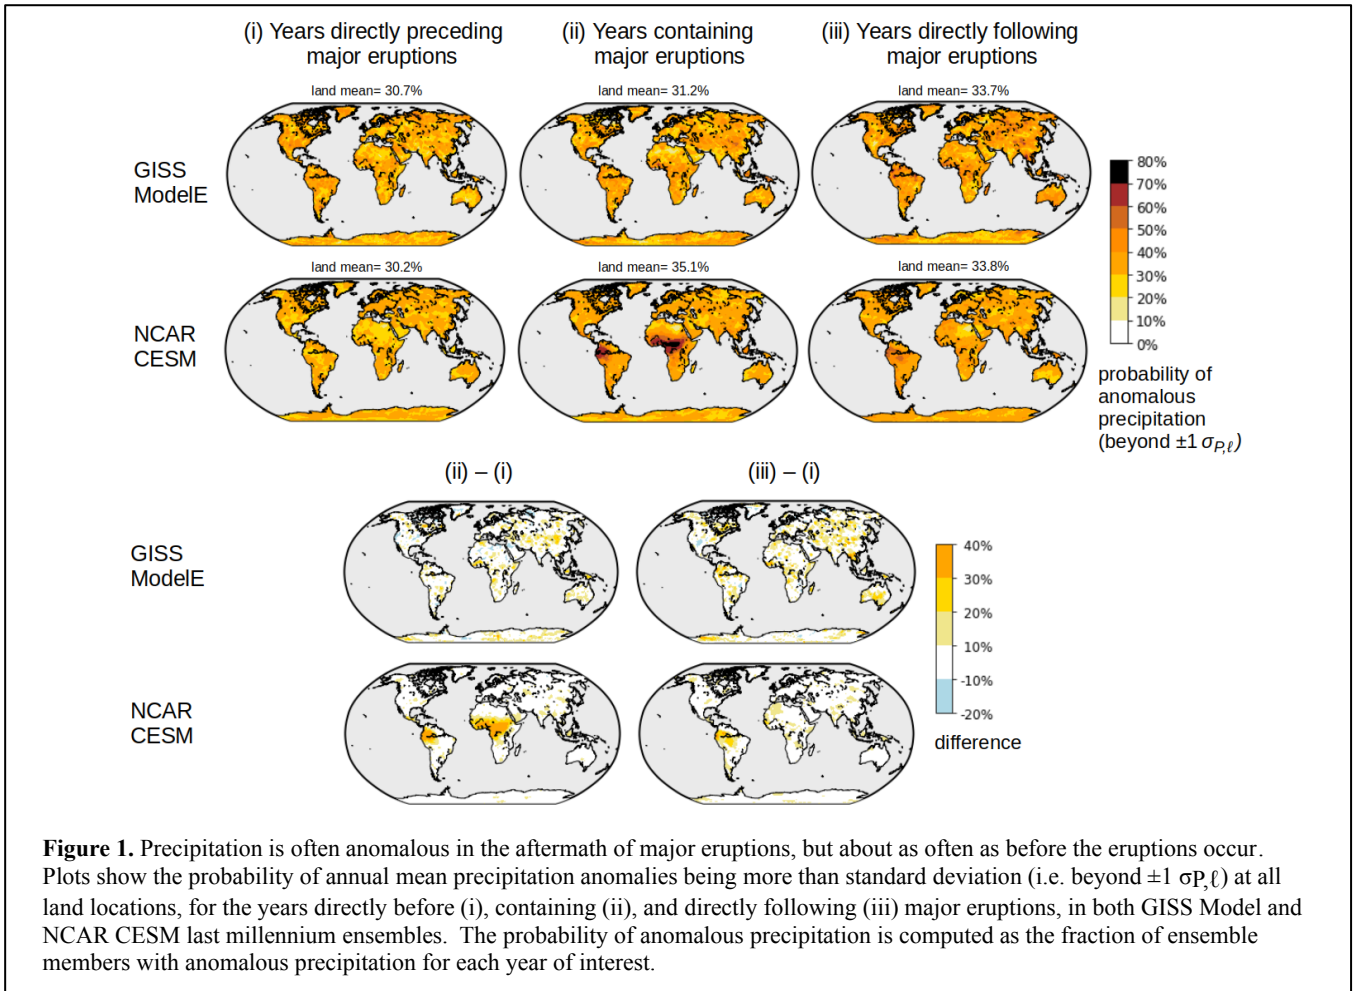 (i) Years directly preceding
major eruptions
(ii) Years containing
major eruptions
(iii) Years directly following
major eruptions
land mean= 30.7%
land mean= 31.2%
land mean= 33.7%
GISS
ModelE
land mean= 30.2%
land mean= 35.1%
land mean= 33.8%
NCAR
CESM
80%
70%
60%
50%
40%
30%
20%
10%
0%
probability of
anomalous
precipitation
(beyond ±1 σP,ℓ)
(ii) – (i)
(iii) – (i)
GISS
ModelE
NCAR
CESM
40%
30%
20%
10%
-10%
-20%
difference
Figure 1. Precipitation is often anomalous in the aftermath of major eruptions, but about as often as before the eruptions occur.
Plots show the probability of annual mean precipitation anomalies being more than standard deviation (i.e. beyond ±1 σP,ℓ) at all
land locations, for the years directly before (i), containing (ii), and directly following (iii) major eruptions, in both GISS Model and
NCAR CESM last millennium ensembles. The probability of anomalous precipitation is computed as the fraction of ensemble
members with anomalous precipitation for each year of interest.